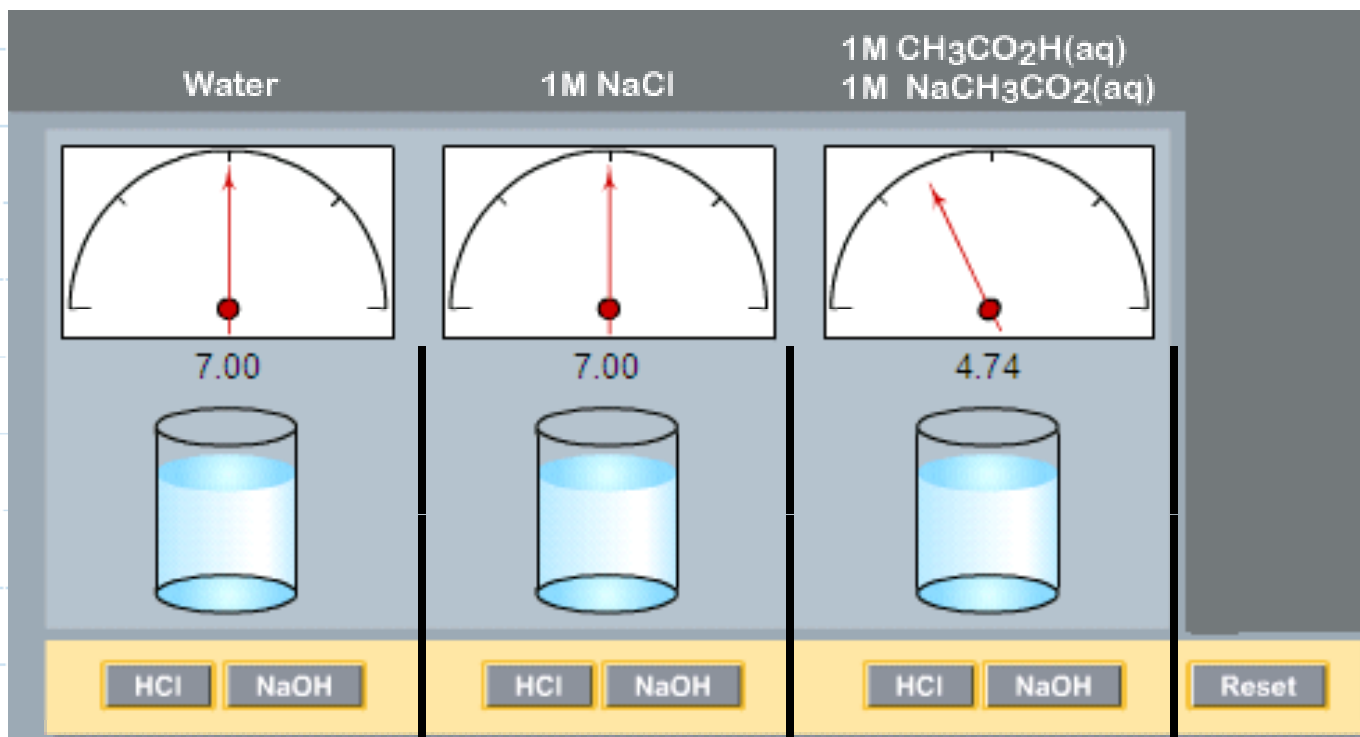 Water
1M NaCl
1M CH3CO2H(aq)
1M NaCH3CO2(aq)
7.00
7.00
4.74
HCl NaOH
HCl NaOH
HCl NaOH
Reset